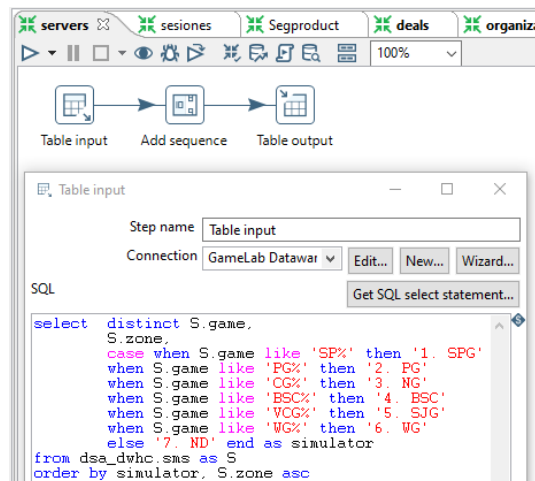 servers
sesiones
Segproduct
deals
organiza
100%
Table input
Add sequence
Table output
Table input
Step name
Table input
Connection
GameLab Datawar
Edit...
New...
Wizard...
SQL
Get SQL select statement...
select distinct S.game,
S.zone,
case when S.game like 'SP%' then '1. SPG'
when S.game like 'PG%' then '2. PG'
when S.game like 'CG%' then '3. NG'
when S.game like 'BSC%' then '4. BSC'
when S.game like 'VCG%' then '5. SJG'
when S.game like 'WG%' then '6. WG'
else '7. ND' end as simulator
from dsa_dwhc.sms as S
order by simulator, S.zone asc